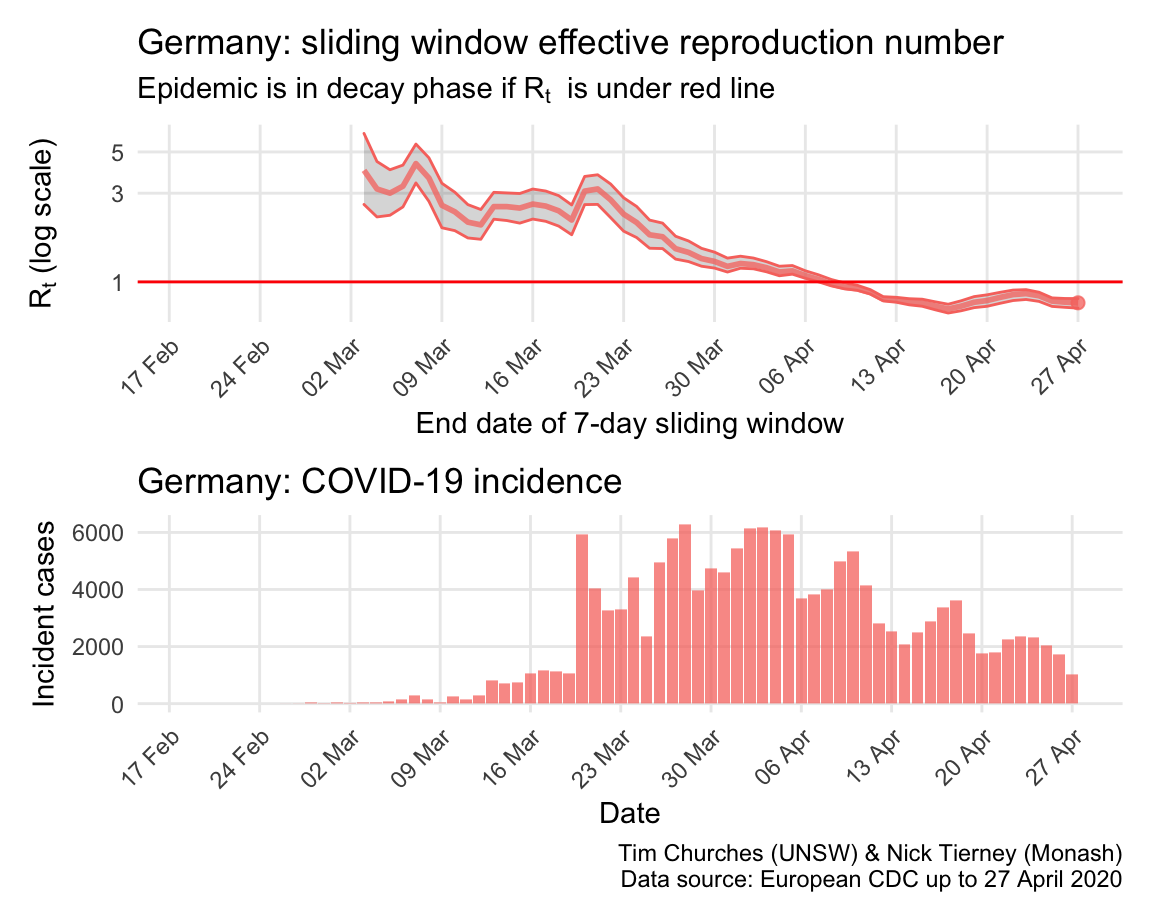 Germany: sliding window effective reproduction number
Epidemic is in decay phase if Rt is under red line
Rt (log scale)
5
3
1
17 Feb
24 Feb
02 Mar
09 Mar
16 Mar
23 Mar
30 Mar
06 Apr
13 Apr
20 Apr
27 Apr
End date of 7-day sliding window
Germany: COVID-19 incidence
Incident cases
6000
4000
2000
0
17 Feb
24 Feb
02 Mar
09 Mar
16 Mar
23 Mar
30 Mar
06 Apr
13 Apr
20 Apr
27 Apr
Date
Tim Churches (UNSW) & Nick Tierney (Monash)
Data source: European CDC up to 27 April 2020